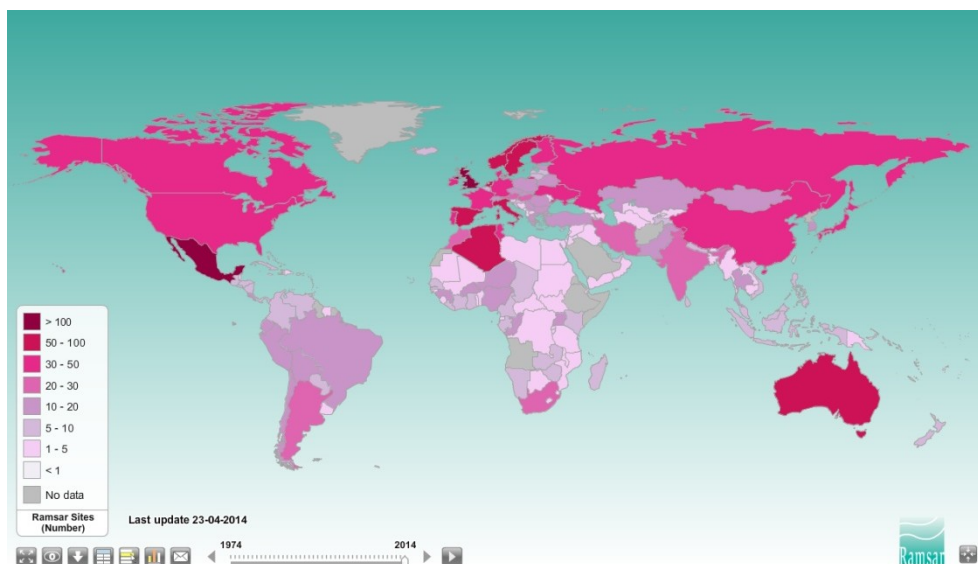 > 100
50 - 100
30 - 50
20 - 30
10 - 20
5 - 10
1 - 5
< 1
No data
Ramsar Sites
(Number)
Last update 23-04-2014
1974
2014
Ramsar